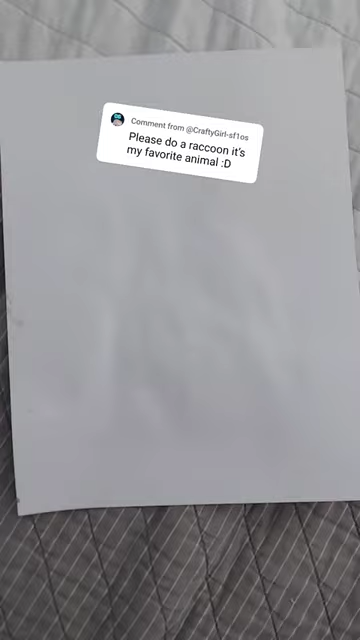 Comment from @CraftyGirl-sf1os
Please do a raccoon it's
my favorite animal :D